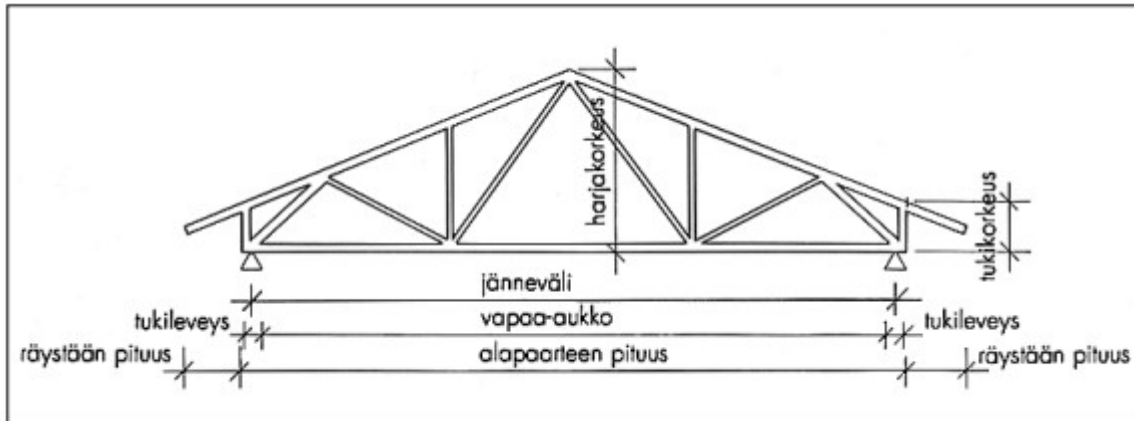 harjakorkeus
tukikorkeus
jänneväli
tukileveys vapaa-aukko tukileveys
räystään pituus alapaarteen pituus räystään pituus